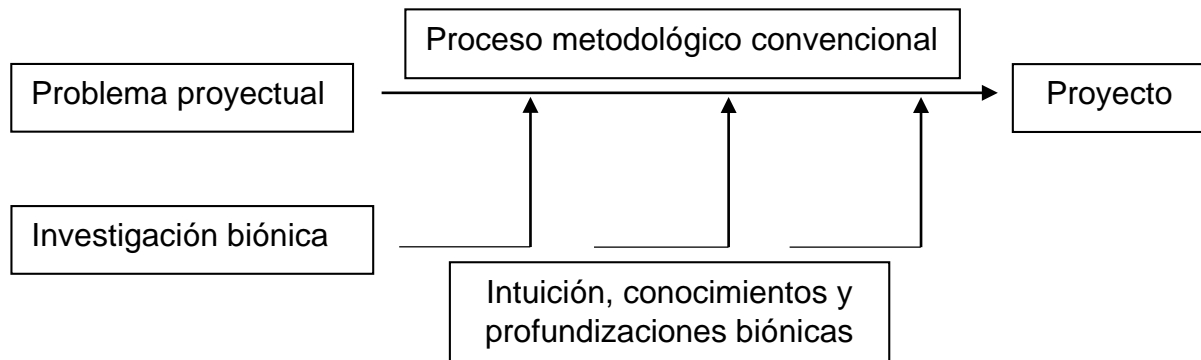 Proceso metodológico convencional
Problema proyectual
Proyecto
Investigación biónica
Intuición, conocimientos y
profundizaciones biónicas